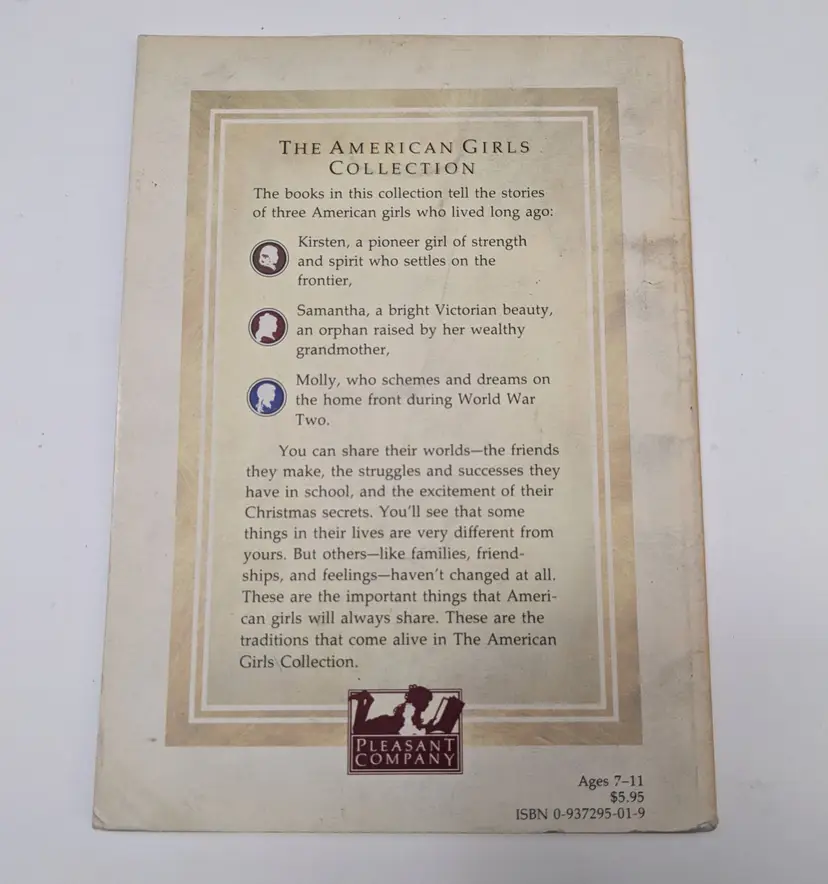 THE AMERICAN GIRLS
COLLECTION
The books in this collection tell the stories
of three American girls who lived long ago:
Kirsten, a pioneer girl of strength
and spirit who settles on the
frontier,
Samantha, a bright Victorian beauty,
an orphan raised by her wealthy
grandmother,
Molly, who schemes and dreams on
the home front during World War
Two.
You can share their worlds—the friends
they make, the struggles and successes they
have in school, and the excitement of their
Christmas secrets. You'll see that some
things in their lives are very different from
yours. But others—like families, friend-
ships, and feelings—haven't changed at all.
These are the important things that Ameri-
can girls will always share. These are the
traditions that come alive in The American
Girls Collection.
PLEASANT
COMPANY
Ages 7–11
$5.95
ISBN 0-937295-01-9